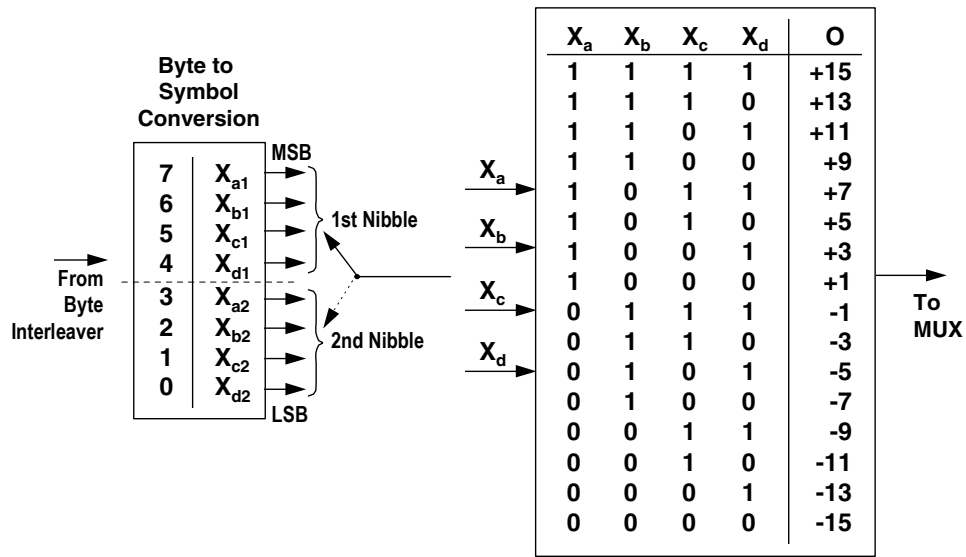 Byte to
Symbol
Conversion
MSB
7 Xa1
6 Xb1
5 Xc1
4 Xd1
3 Xa2
2 Xb2
1 Xc2
0 Xd2
LSB
1st Nibble
2nd Nibble
From
Byte
Interleaver
Xa
Xb
Xc
Xd
Xa Xb Xc Xd O
1 1 1 1 +15
1 1 1 0 +13
1 1 0 1 +11
1 1 0 0 +9
1 0 1 1 +7
1 0 1 0 +5
1 0 0 1 +3
1 0 0 0 +1
0 1 1 1 -1
0 1 1 0 -3
0 1 0 1 -5
0 1 0 0 -7
0 0 1 1 -9
0 0 1 0 -11
0 0 0 1 -13
0 0 0 0 -15
To
MUX